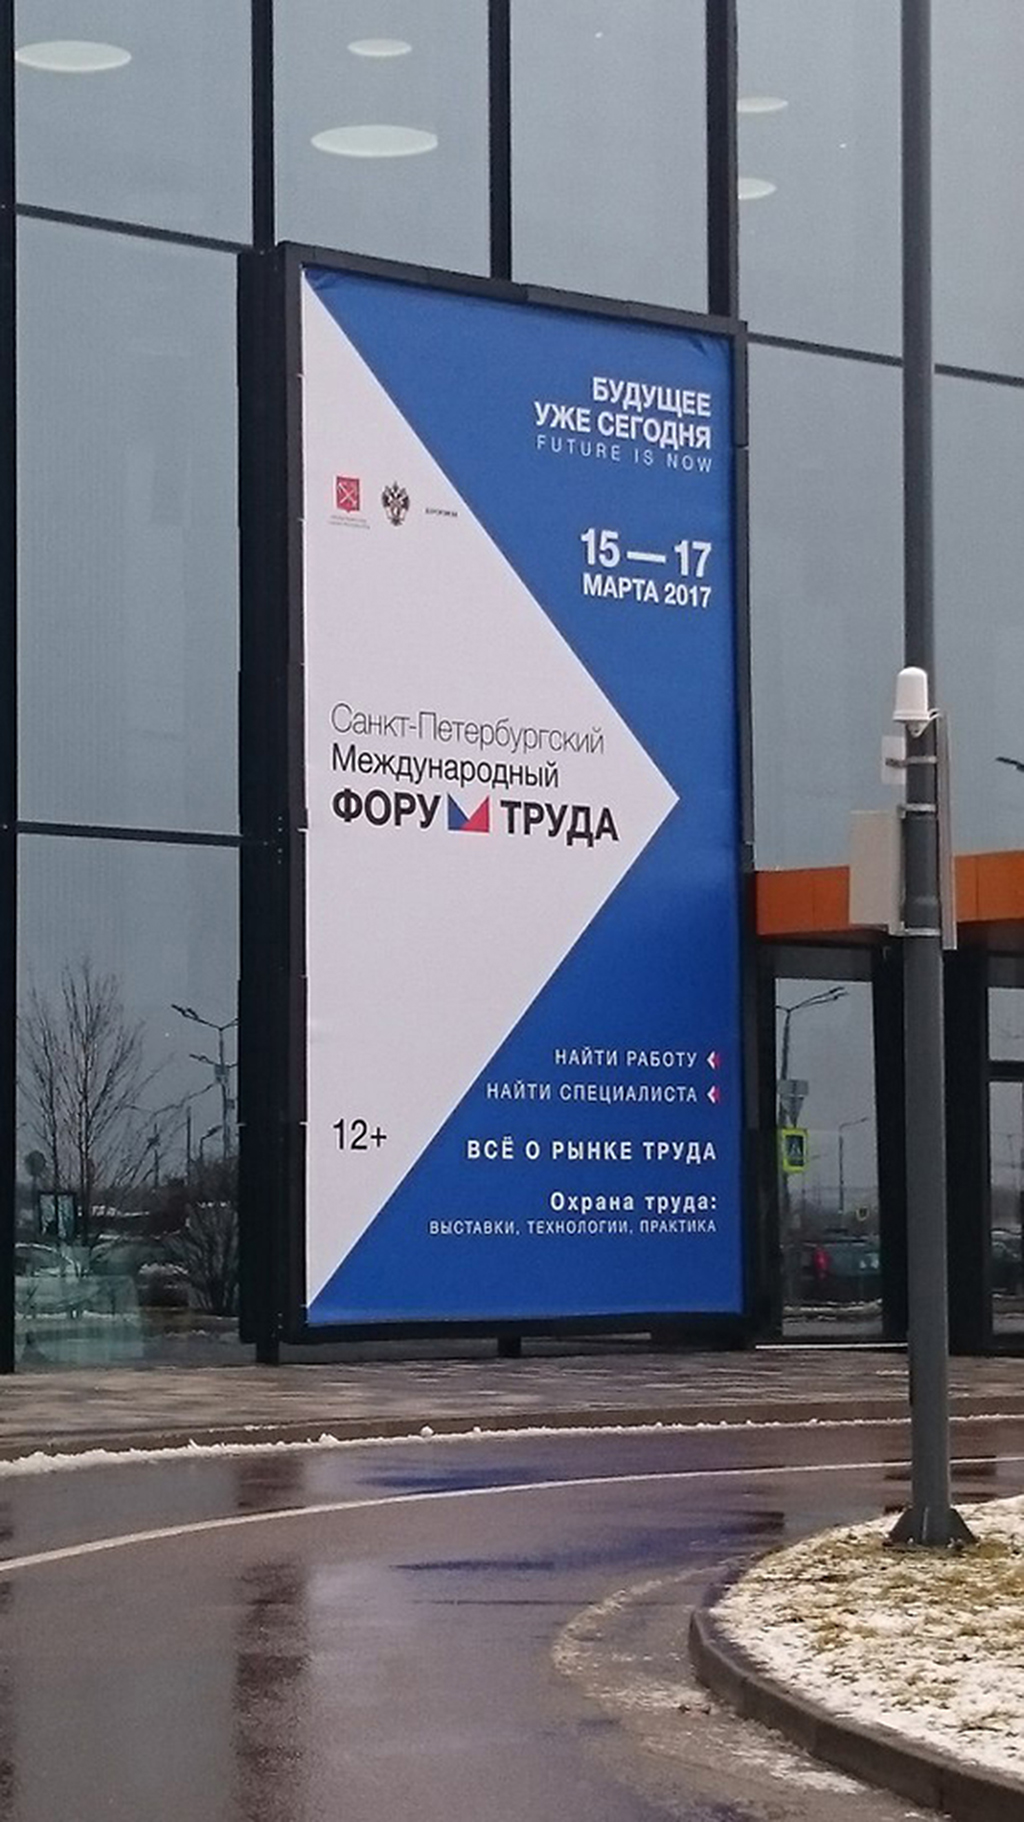 БУДУЩЕЕ
УЖЕ СЕГОДНЯ
FUTURE IS NOW
15 — 17
МАРТА 2017
Санкт-Петербургский
Международный
ФОРУМ ТРУДА
НАЙТИ РАБОТУ
НАЙТИ СПЕЦИАЛИСТА
12+
ВСЁ О РЫНКЕ ТРУДА
Охрана труда:
ВЫСТАВКИ, ТЕХНОЛОГИИ, ПРАКТИКА